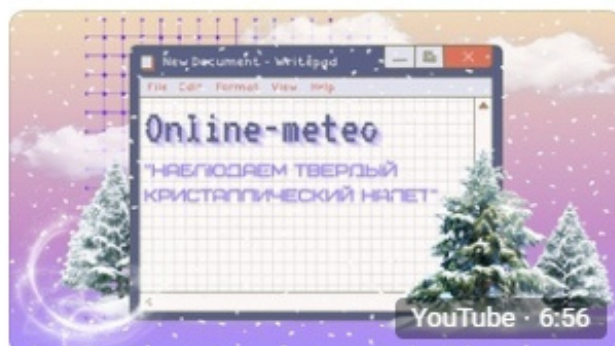 New Document - Writepad
File Edit Format View Help
Online-meteo
"НАБЛЮДАЕМ ТВЕРДЫЙ
КРИСТАЛЛИЧЕСКИЙ НАЛЕТ"
YouTube · 6:56